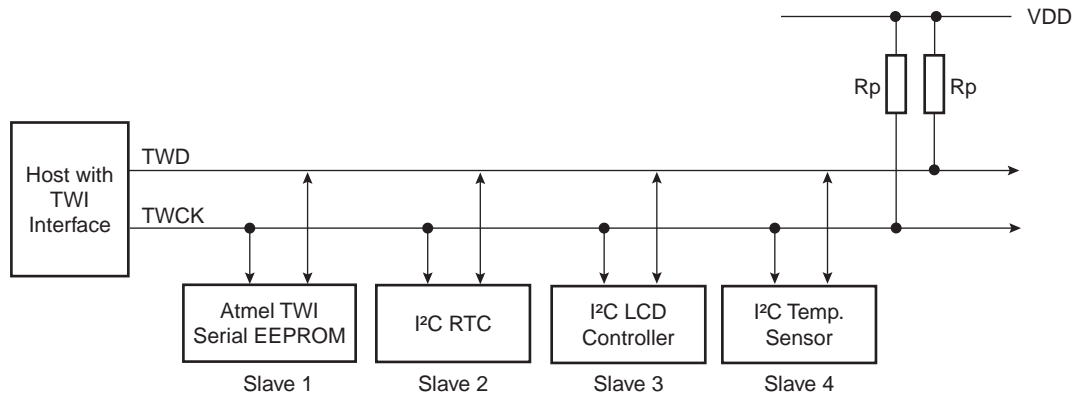 VDD
Rp
Rp
Host with
TWI
Interface
TWD
TWCK
Atmel TWI
Serial EEPROM
I²C RTC
I²C LCD
Controller
I²C Temp.
Sensor
Slave 1
Slave 2
Slave 3
Slave 4